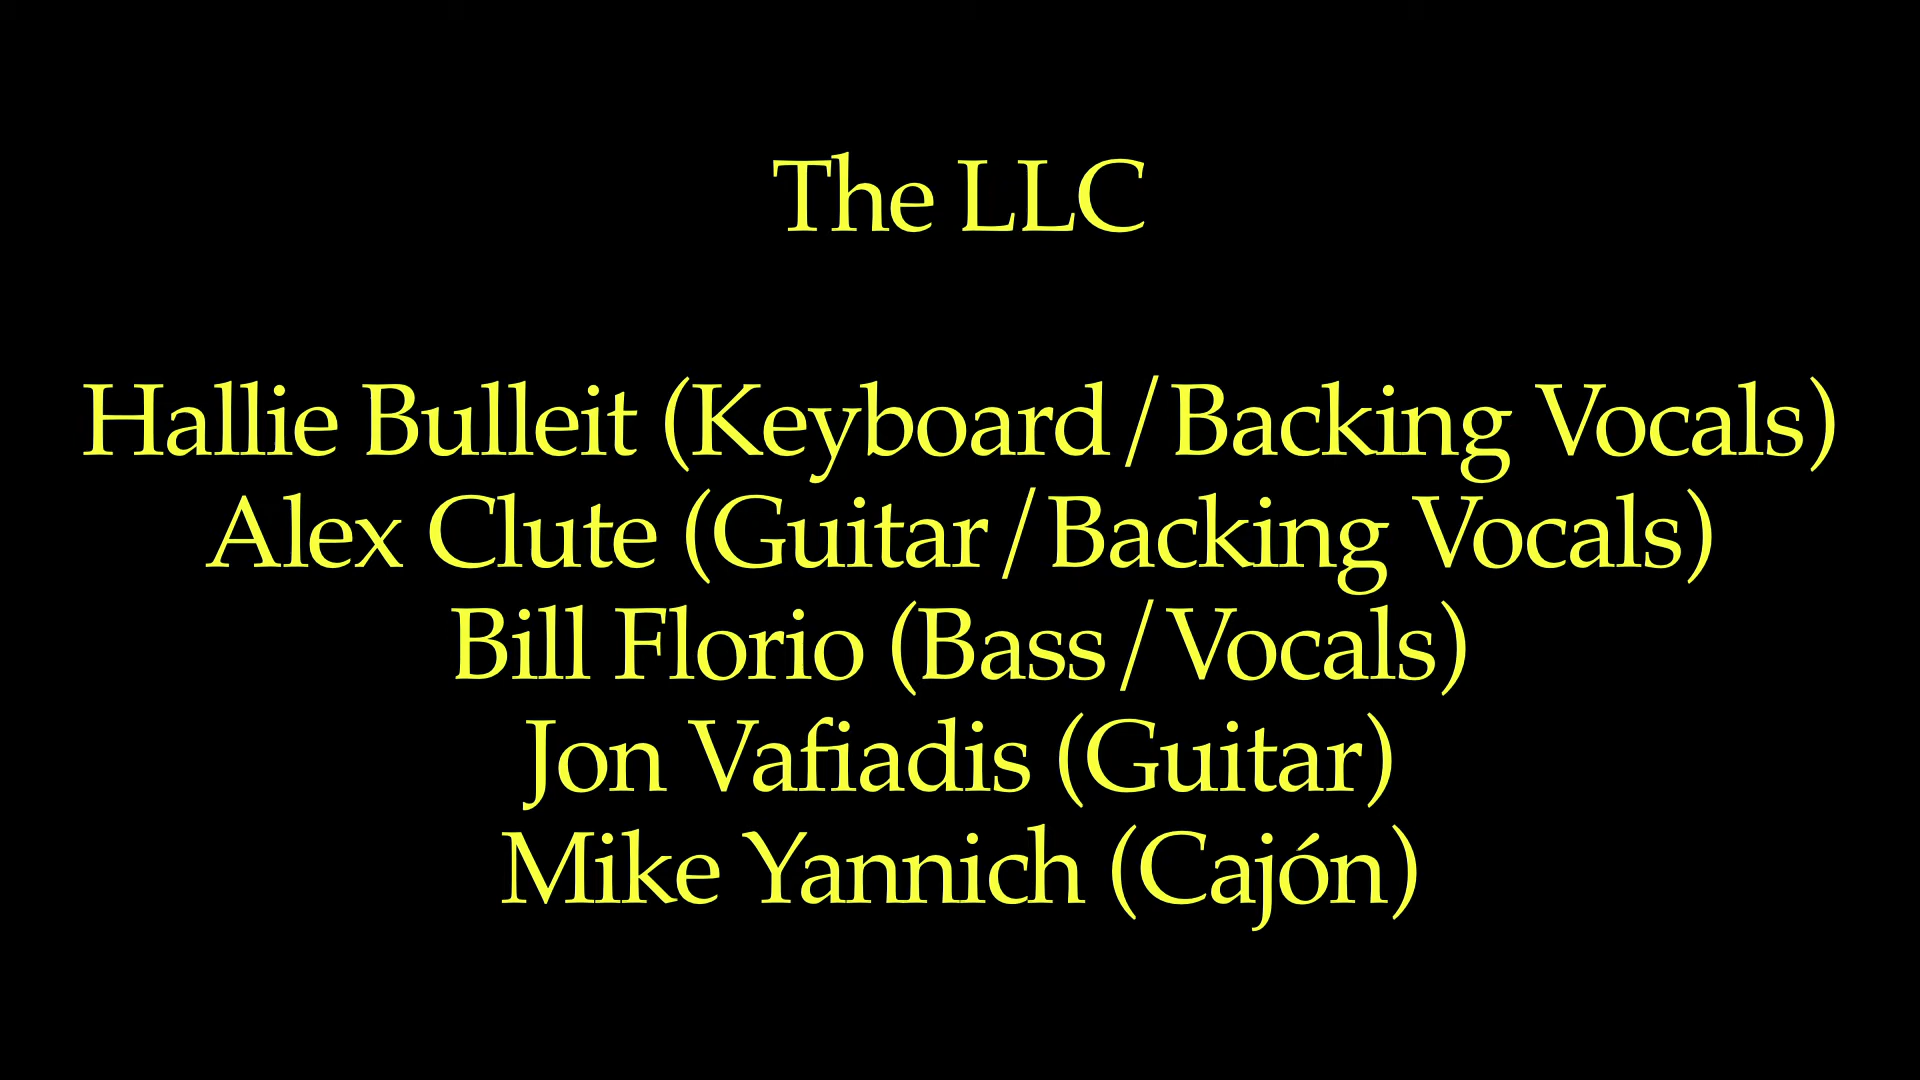 The LLC
Hallie Bulleit (Keyboard/Backing Vocals)
Alex Clute (Guitar/Backing Vocals)
Bill Florio (Bass/Vocals)
Jon Vafiadis (Guitar)
Mike Yannich (Cajón)